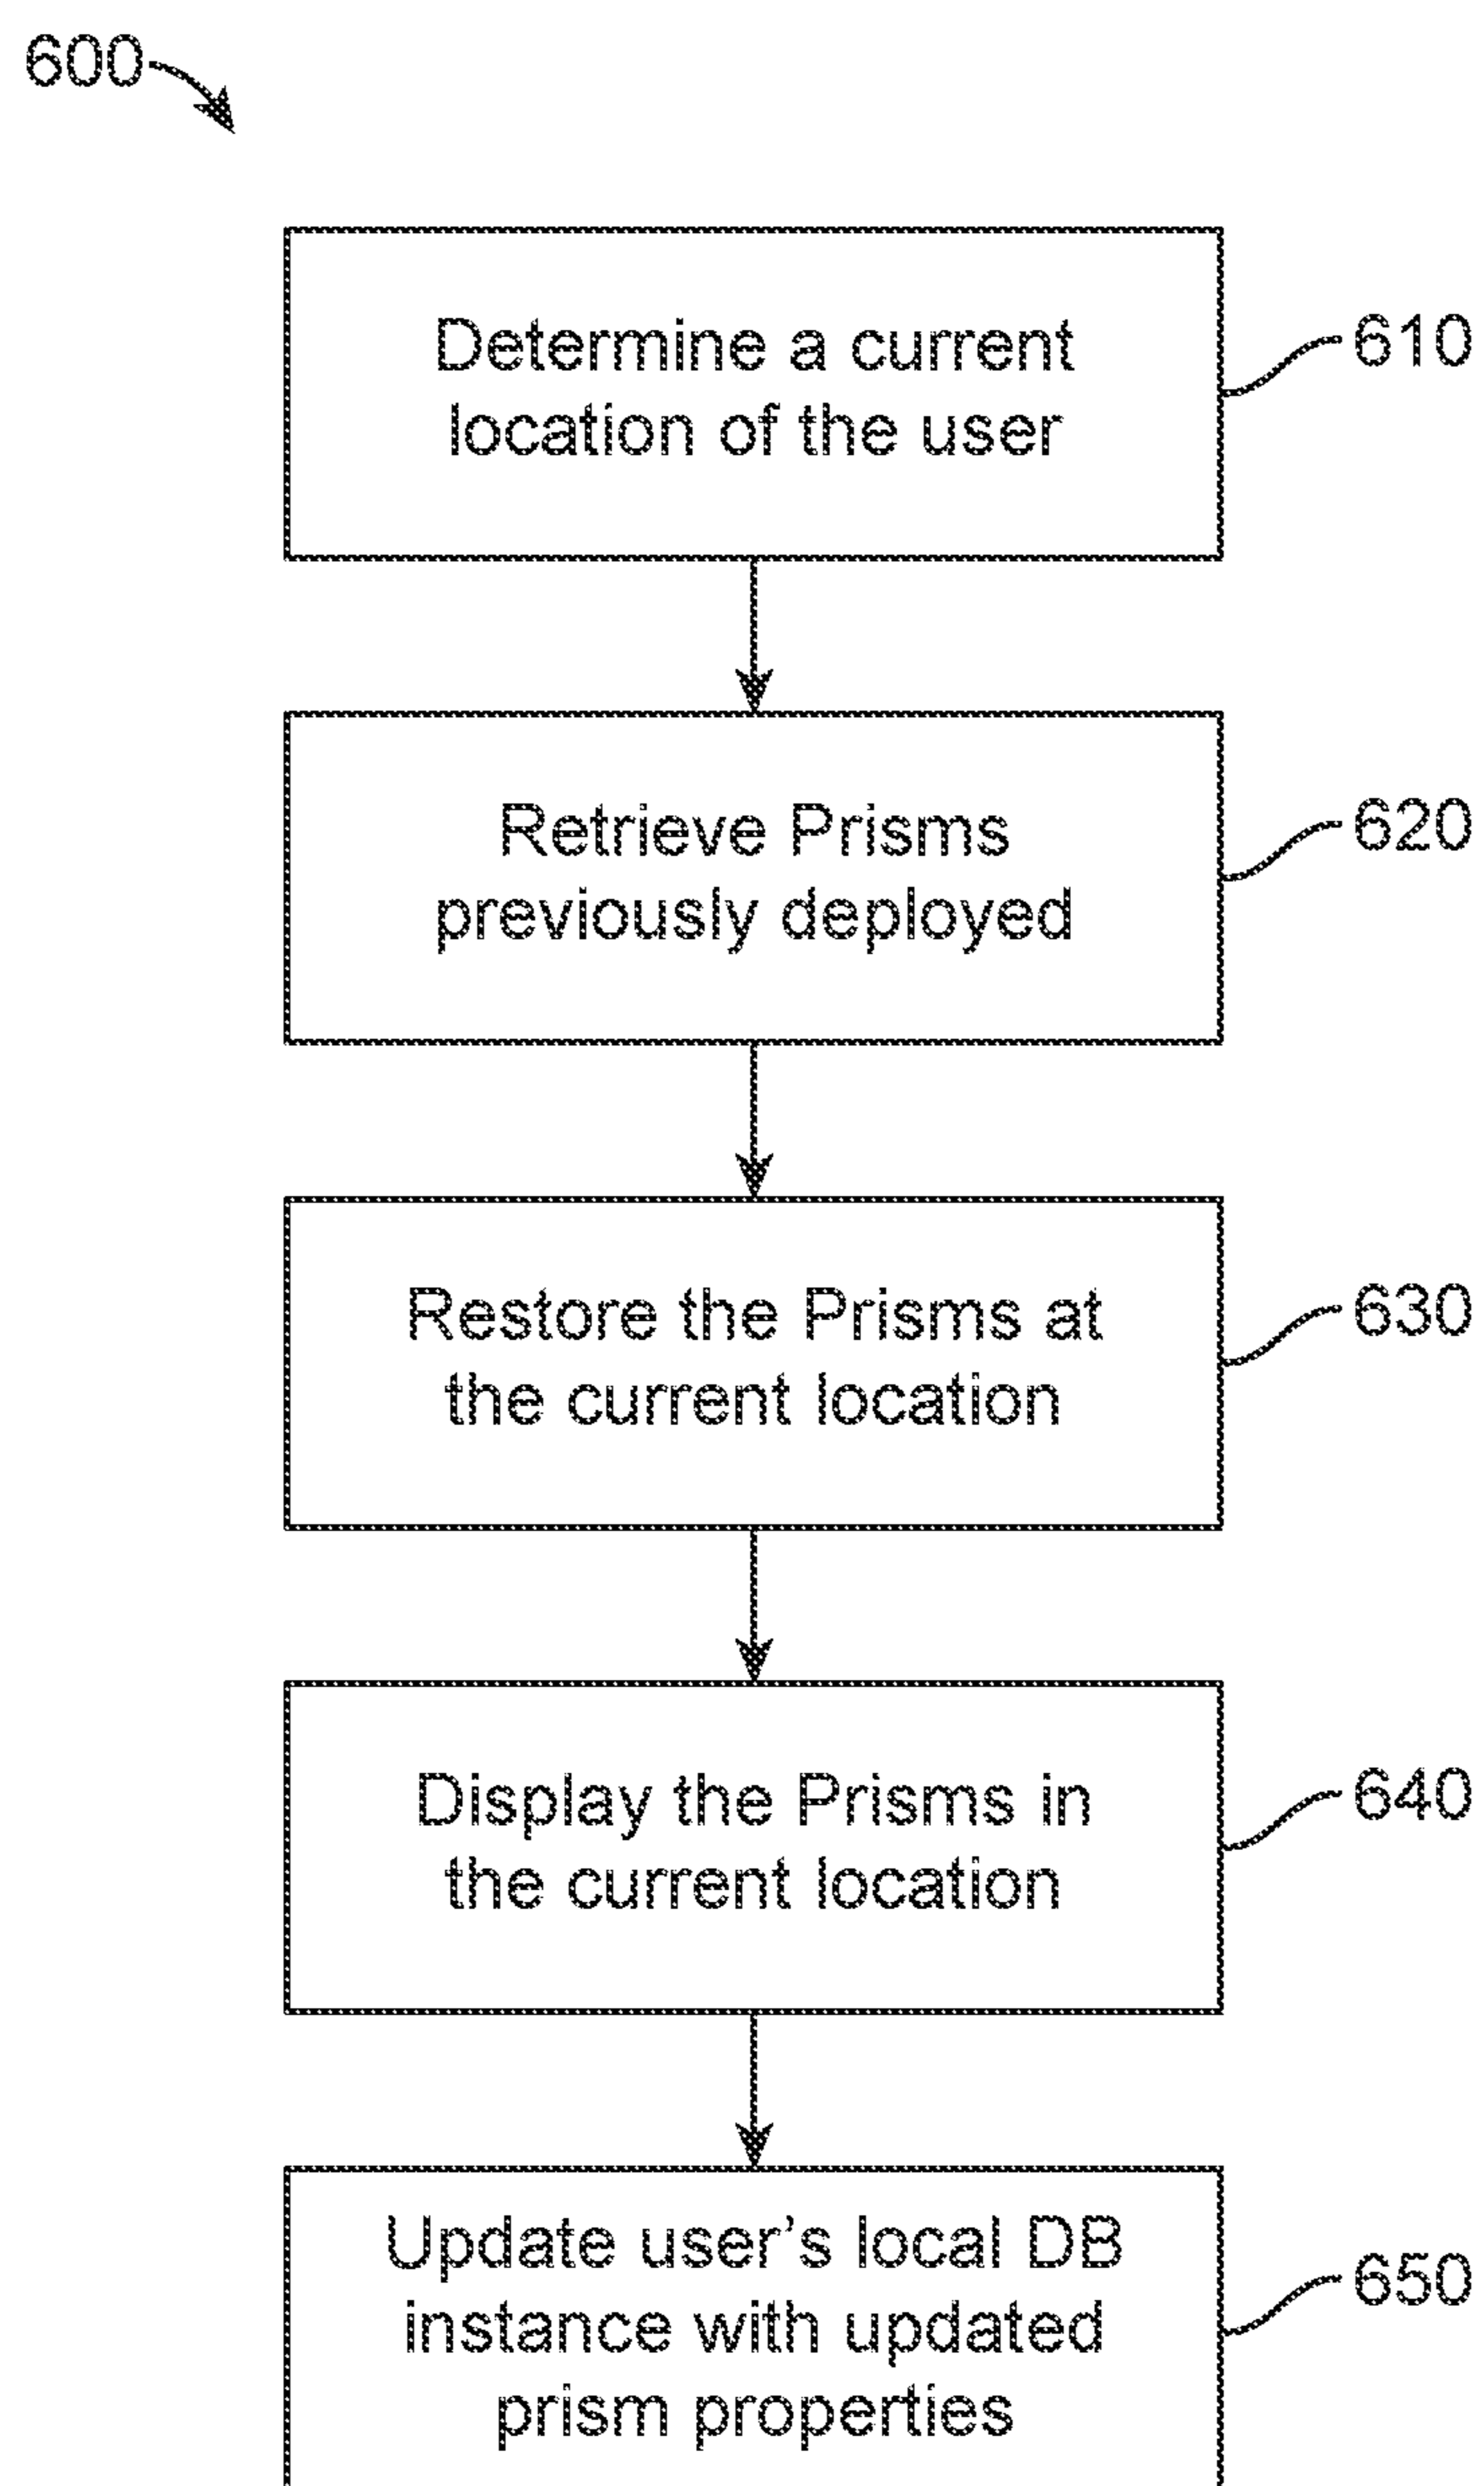 600
Determine a current
location of the user
610
Retrieve Prisms
previously deployed
620
Restore the Prisms at
the current location
630
Display the Prisms in
the current location
640
Update user's local DB
instance with updated
prism properties
650